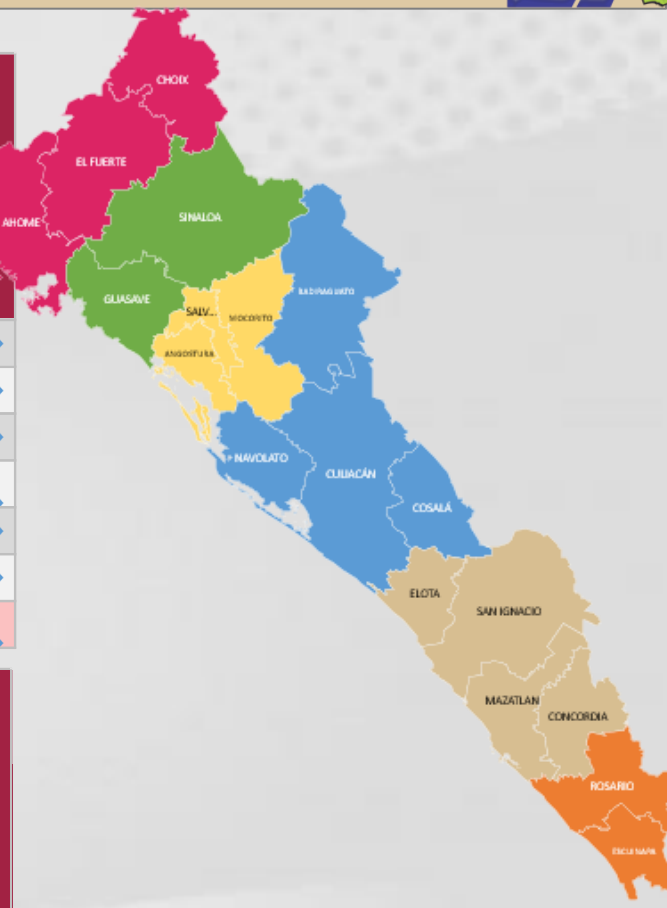 CHOIX
EL FUERTE
AHOME
SINALOA
BADIRAGUATO
GUASAVE
SALV...
MOCORITO
ANGOSTURA
NAVOLATO
CULIACÁN
COSALÁ
ELOTA
SAN IGNACIO
MAZATLAN
CONCORDIA
ROSARIO
ESCUINAPA